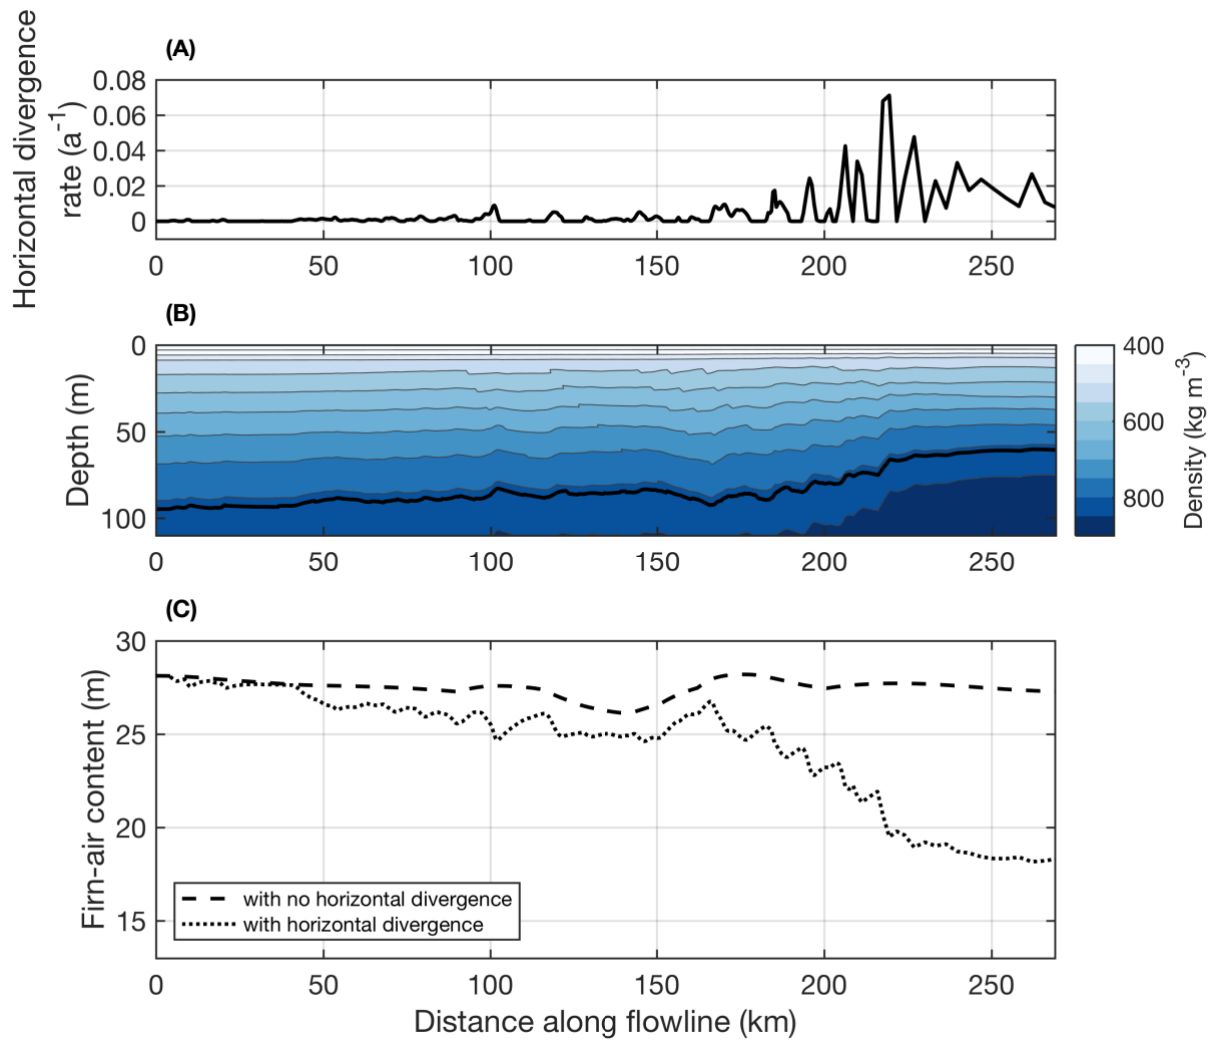 (A)
Horizontal divergence
rate (a-1)
0.08
0.06
0.04
0.02
0
0 50 100 150 200 250
(B)
Depth (m)
0
50
100
0 50 100 150 200 250
400
600
800
Density (kg m-3)
(C)
Firn-air content (m)
30
25
20
15
with no horizontal divergence
with horizontal divergence
0 50 100 150 200 250
Distance along flowline (km)